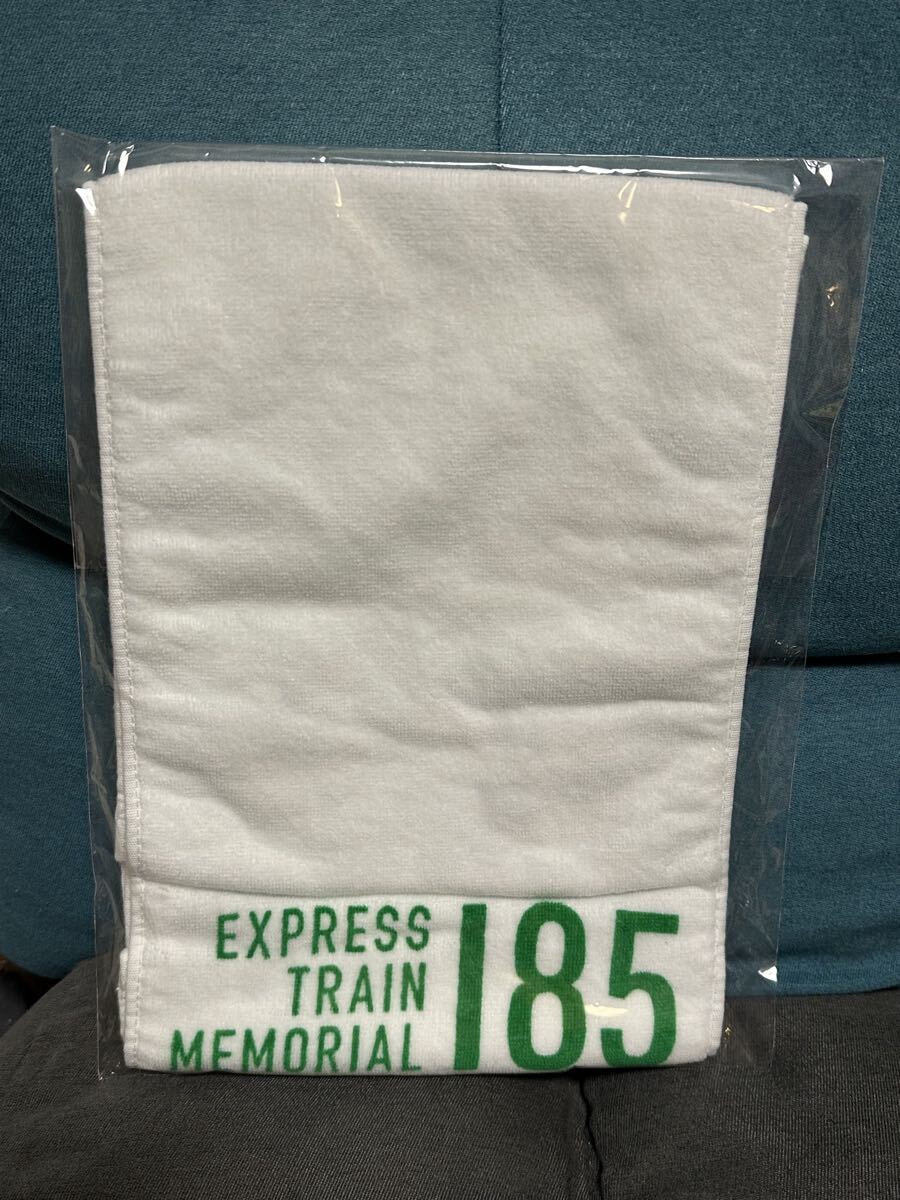 EXPRESS
TRAIN
MEMORIAL
185